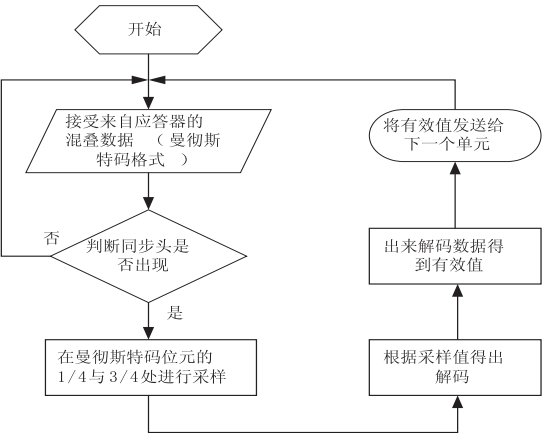 开始
接受来自应答器的
混叠数据 （曼彻斯
特码格式 ）
否
判断同步头是
否出现
是
在曼彻斯特码位元的
1/4与3/4处进行采样
将有效值发送给
下一个单元
出来解码数据得
到有效值
根据采样值得出
解码